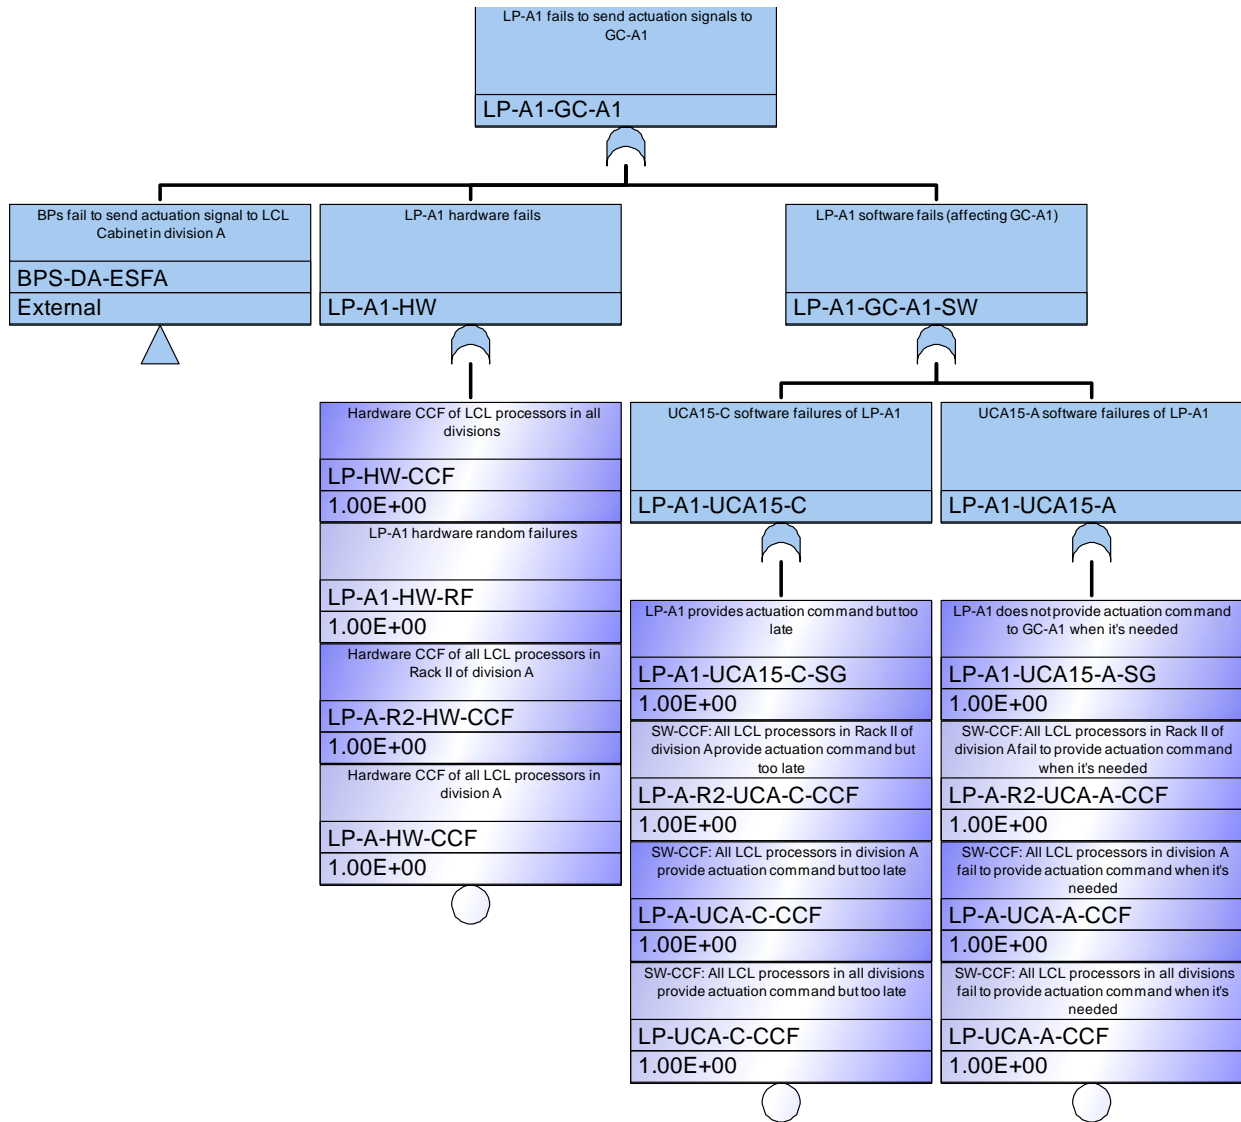 LP-A1 fails to send actuation signals to
GC-A1
LP-A1-GC-A1
BPs fail to send actuation signal to LCL
Cabinet in division A
BPS-DA-ESFA
External
LP-A1 hardware fails
LP-A1-HW
LP-A1 software fails (affecting GC-A1)
LP-A1-GC-A1-SW
Hardware CCF of LCL processors in all
divisions
LP-HW-CCF
1.00E+00
LP-A1 hardware random failures
LP-A1-HW-RF
1.00E+00
Hardware CCF of all LCL processors in
Rack II of division A
LP-A-R2-HW-CCF
1.00E+00
Hardware CCF of all LCL processors in
division A
LP-A-HW-CCF
1.00E+00
UCA15-C software failures of LP-A1
LP-A1-UCA15-C
LP-A1 provides actuation command but too
late
LP-A1-UCA15-C-SG
1.00E+00
SW-CCF: All LCL processors in Rack II of
division A provide actuation command but
too late
LP-A-R2-UCA-C-CCF
1.00E+00
SW-CCF: All LCL processors in division A
provide actuation command but too late
LP-A-UCA-C-CCF
1.00E+00
SW-CCF: All LCL processors in all divisions
provide actuation command but too late
LP-UCA-C-CCF
1.00E+00
UCA15-A software failures of LP-A1
LP-A1-UCA15-A
LP-A1 does not provide actuation command
to GC-A1 when it's needed
LP-A1-UCA15-A-SG
1.00E+00
SW-CCF: All LCL processors in Rack II of
division A fail to provide actuation command
when it's needed
LP-A-R2-UCA-A-CCF
1.00E+00
SW-CCF: All LCL processors in division A
fail to provide actuation command when it's
needed
LP-A-UCA-A-CCF
1.00E+00
SW-CCF: All LCL processors in all divisions
fail to provide actuation command when it's
needed
LP-UCA-A-CCF
1.00E+00